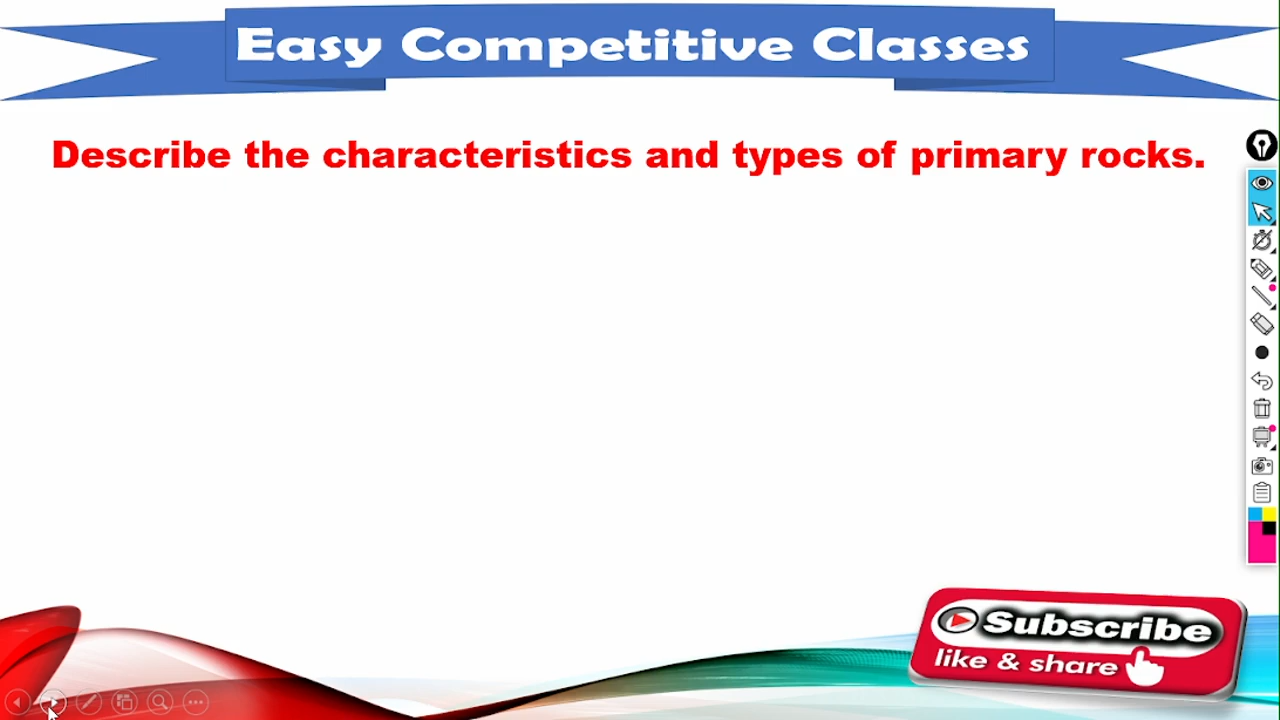 Easy Competitive Classes
Describe the characteristics and types of primary rocks.
Subscribe
like & share